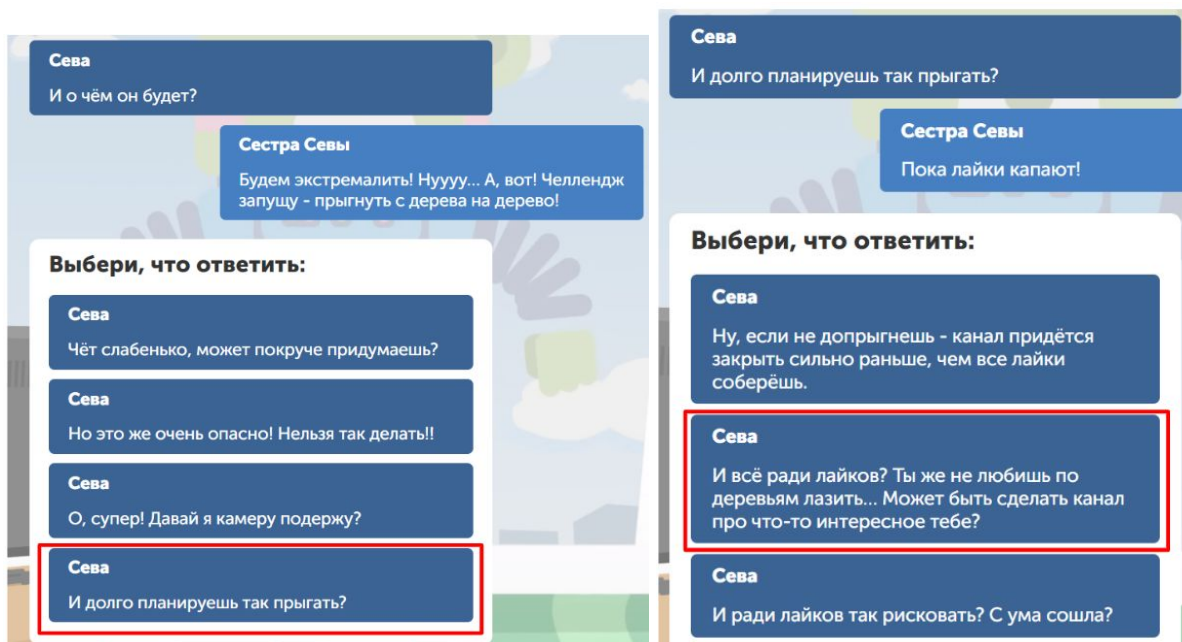 Сева
И о чём он будет?
Сестра Севы
Будем экстремалить! Нуууу... А, вот! Челлендж
запущу - прыгнуть с дерева на дерево!
Выбери, что ответить:
Сева
Чёт слабенько, может покруче придумаешь?
Сева
Но это же очень опасно! Нельзя так делать!!
Сева
О, супер! Давай я камеру подержу?
Сева
И долго планируешь так прыгать?
Сева
И долго планируешь так прыгать?
Сестра Севы
Пока лайки капают!
Выбери, что ответить:
Сева
Ну, если не допрыгнешь - канал придётся
закрыть сильно раньше, чем все лайки
соберёшь.
Сева
И всё ради лайков? Ты же не любишь по
деревьям лазить... Может быть сделать канал
про что-то интересное тебе?
Сева
И ради лайков так рисковать? С ума сошла?